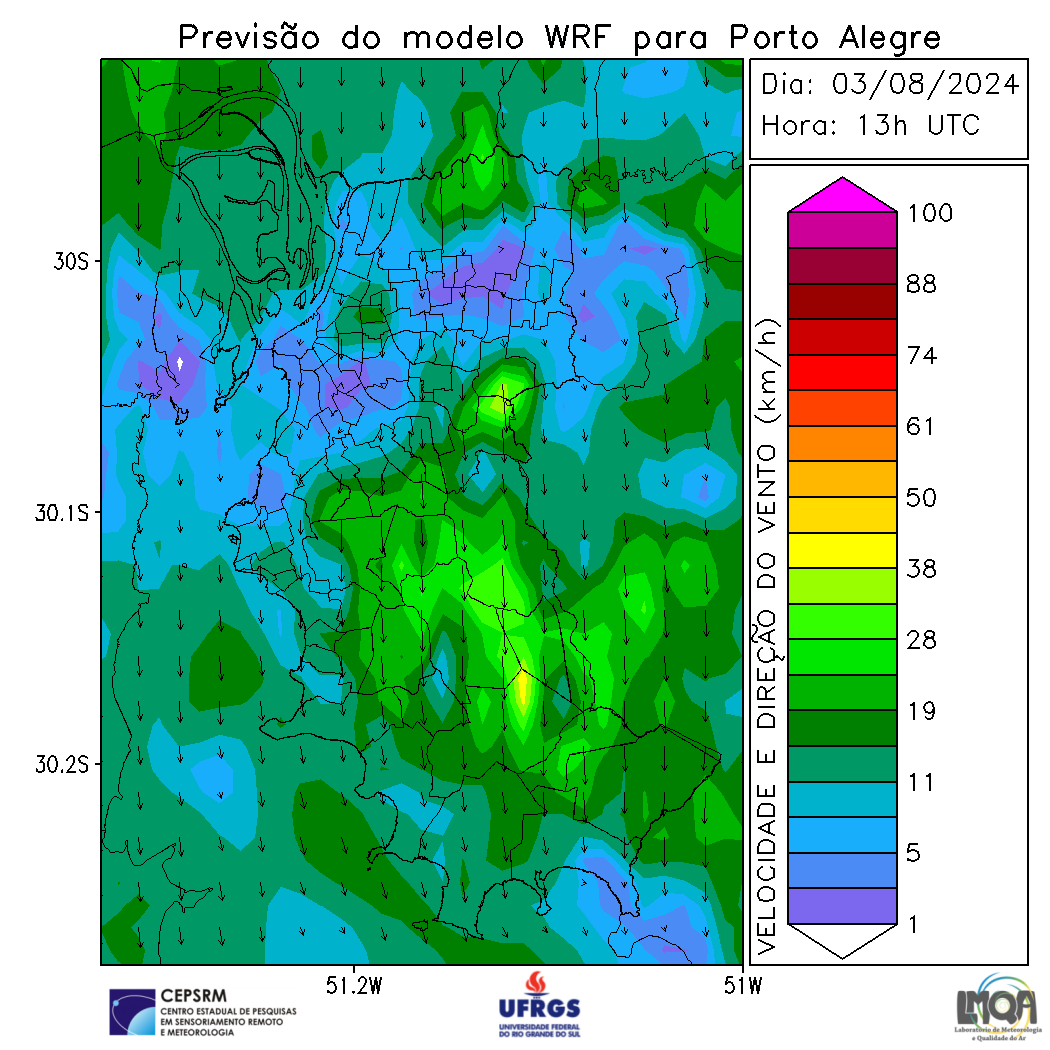 Previsão do modelo WRF para Porto Alegre
Dia: 03/08/2024
Hora: 13h UTC
30S
30.1S
30.2S
51.2W
51W
VELOCIDADE E DIREÇÃO DO VENTO (km/h)
100
88
74
61
50
38
28
19
11
5
1
CEPSRM
CENTRO ESTADUAL DE PESQUISAS
EM SENSORIAMENTO REMOTO
E METEOROLOGIA
UFRGS
UNIVERSIDADE FEDERAL
DO RIO GRANDE DO SUL
LMQA
Laboratório de Meteorologia
e Qualidade do Ar